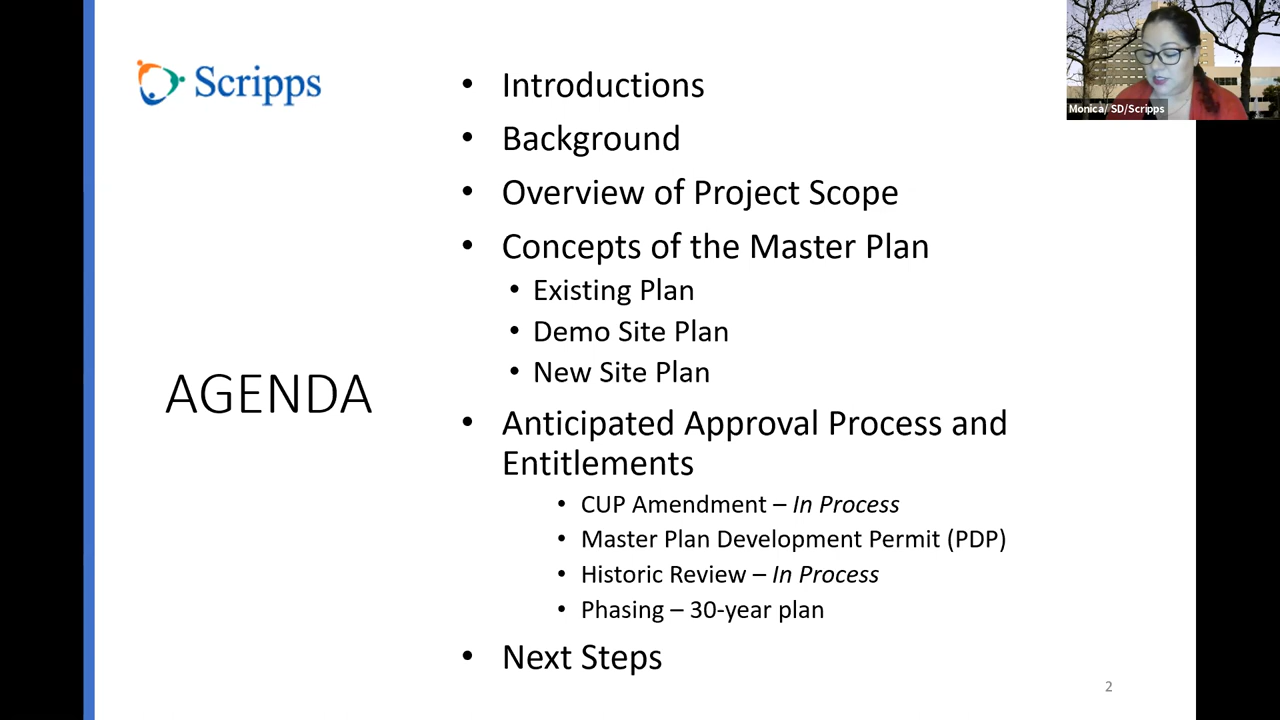 Scripps
AGENDA
• Introductions
• Background
• Overview of Project Scope
• Concepts of the Master Plan
• Existing Plan
• Demo Site Plan
• New Site Plan
• Anticipated Approval Process and
Entitlements
• CUP Amendment – In Process
• Master Plan Development Permit (PDP)
• Historic Review – In Process
• Phasing – 30-year plan
• Next Steps
2
Monica/ SD/Scripps